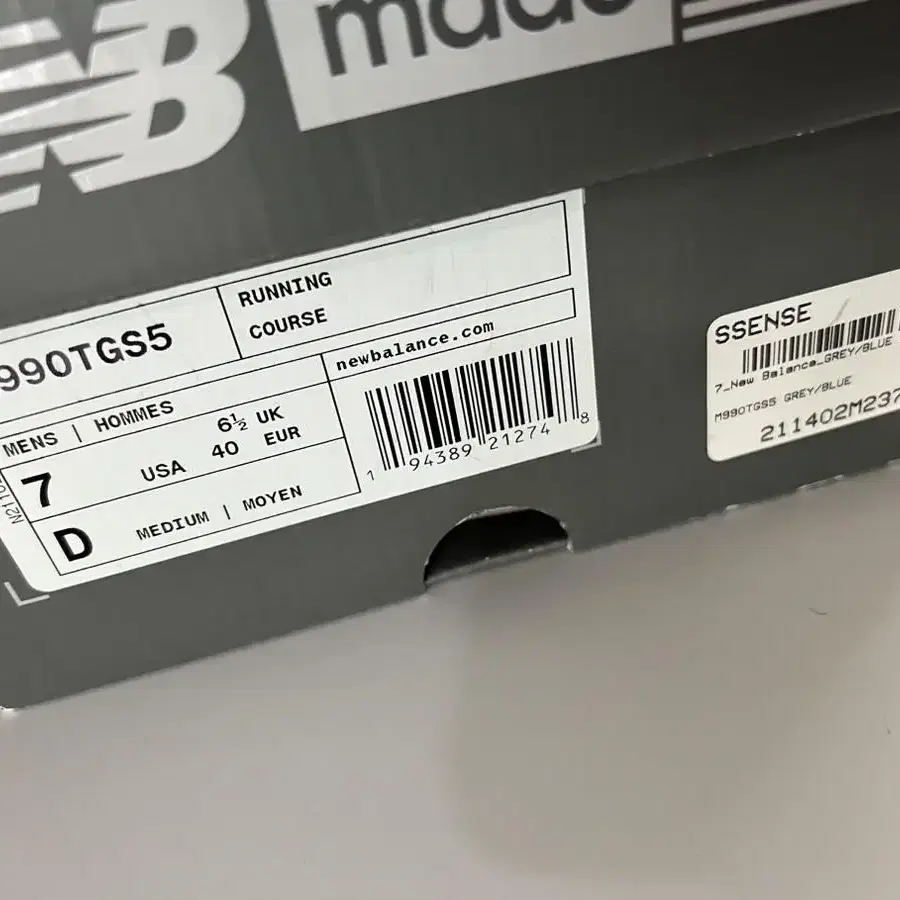 NB made
990TGS5
RUNNING
COURSE
newbalance.com
MENS | HOMMES
7
USA
6½ UK
40 EUR
D
MEDIUM | MOYEN
1 94389 21274 8
SSENSE
7_New Balance_GREY/BLUE
M990TGS5 GREY/BLUE
211402M237